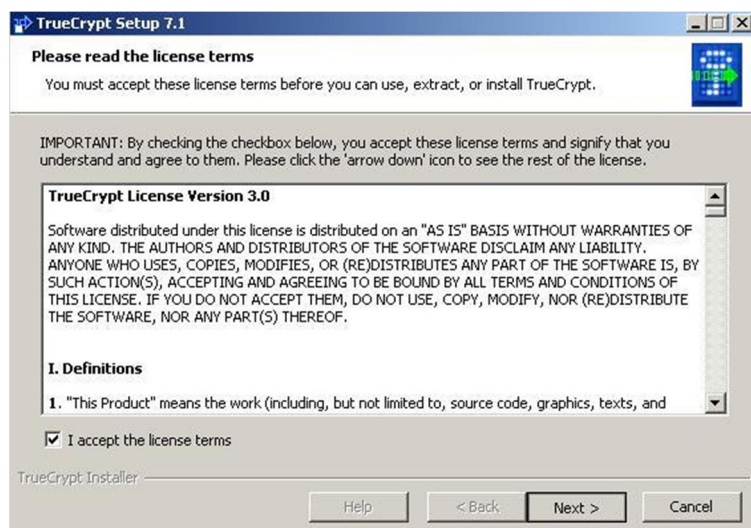 TrueCrypt Setup 7.1
Please read the license terms
You must accept these license terms before you can use, extract, or install TrueCrypt.
IMPORTANT: By checking the checkbox below, you accept these license terms and signify that you
understand and agree to them. Please click the 'arrow down' icon to see the rest of the license.
TrueCrypt License Version 3.0
Software distributed under this license is distributed on an "AS IS" BASIS WITHOUT WARRANTIES OF
ANY KIND. THE AUTHORS AND DISTRIBUTORS OF THE SOFTWARE DISCLAIM ANY LIABILITY.
ANYONE WHO USES, COPIES, MODIFIES, OR (RE)DISTRIBUTES ANY PART OF THE SOFTWARE IS, BY
SUCH ACTION(S), ACCEPTING AND AGREEING TO BE BOUND BY ALL TERMS AND CONDITIONS OF
THIS LICENSE. IF YOU DO NOT ACCEPT THEM, DO NOT USE, COPY, MODIFY, NOR (RE)DISTRIBUTE
THE SOFTWARE, NOR ANY PART(S) THEREOF.
I. Definitions
1. "This Product" means the work (including, but not limited to, source code, graphics, texts, and
I accept the license terms
TrueCrypt Installer
Help
< Back
Next >
Cancel